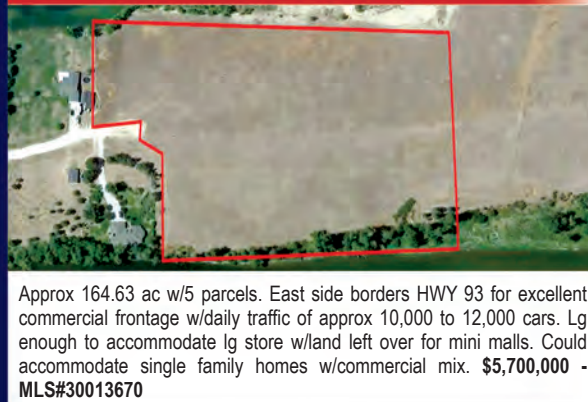 Approx 164.63 ac w/5 parcels. East side borders HWY 93 for excellent
commercial frontage w/daily traffic of approx 10,000 to 12,000 cars. Lg
enough to accommodate lg store w/land left over for mini malls. Could
accommodate single family homes w/commercial mix. $5,700,000 -
MLS#30013670